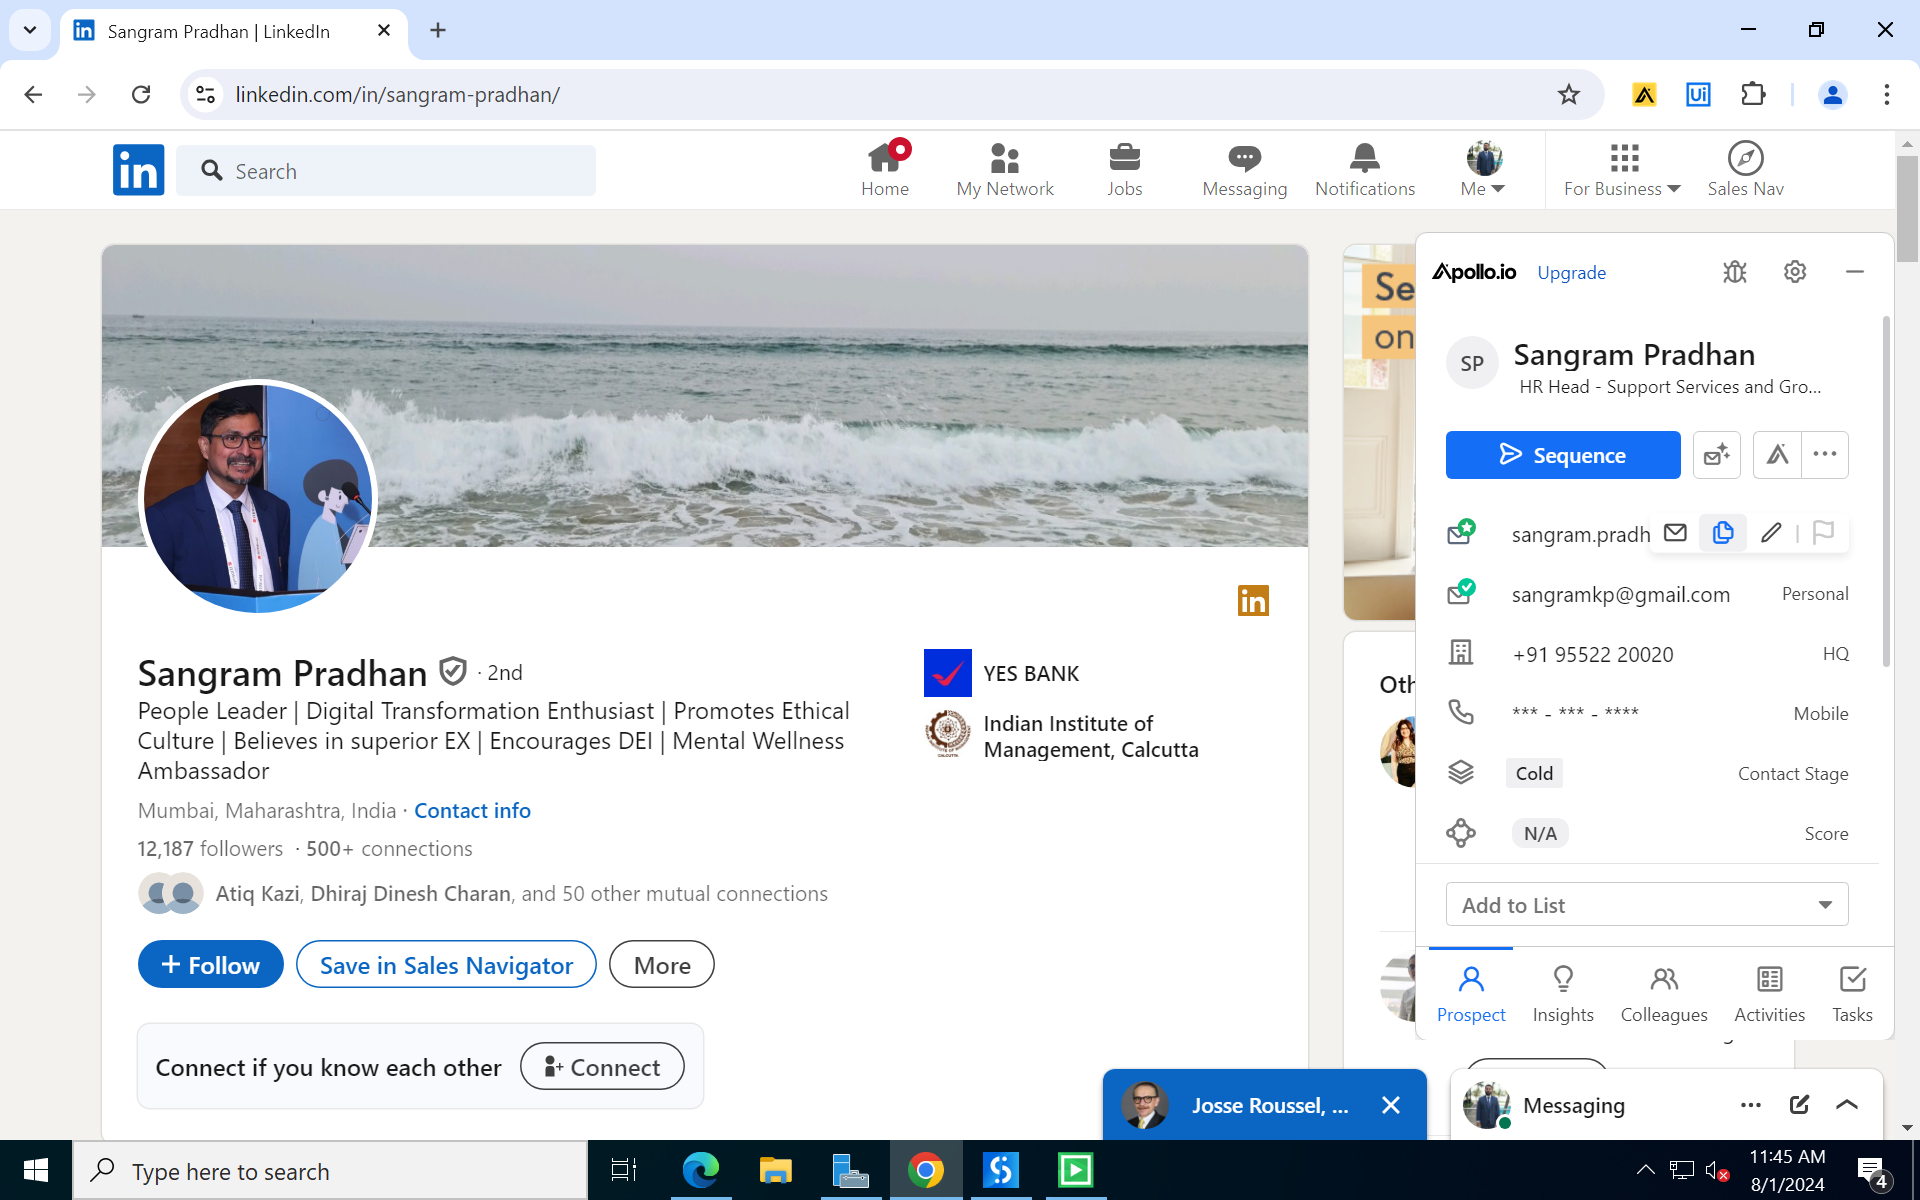 Sangram Pradhan | LinkedIn
linkedin.com/in/sangram-pradhan/
Ui
in
Search
Home
My Network
Jobs
Messaging
Notifications
Me
For Business
Sales Nav
Se
on
Apollo.io
Upgrade
SP
Sangram Pradhan
HR Head - Support Services and Gro...
Sequence
sangram.pradh
sangramkp@gmail.com
Personal
+91 95522 20020
HQ
*** - *** - ****
Mobile
Cold
Contact Stage
N/A
Score
Add to List
Prospect
Insights
Colleagues
Activities
Tasks
in
Sangram Pradhan · 2nd
People Leader | Digital Transformation Enthusiast | Promotes Ethical
Culture | Believes in superior EX | Encourages DEI | Mental Wellness
Ambassador
YES BANK
Indian Institute of
Management, Calcutta
Mumbai, Maharashtra, India · Contact info
12,187 followers · 500+ connections
Atiq Kazi, Dhiraj Dinesh Charan, and 50 other mutual connections
+ Follow
Save in Sales Navigator
More
Connect if you know each other
Connect
Oth
Josse Roussel, ...
Messaging
Type here to search
11:45 AM
8/1/2024
4